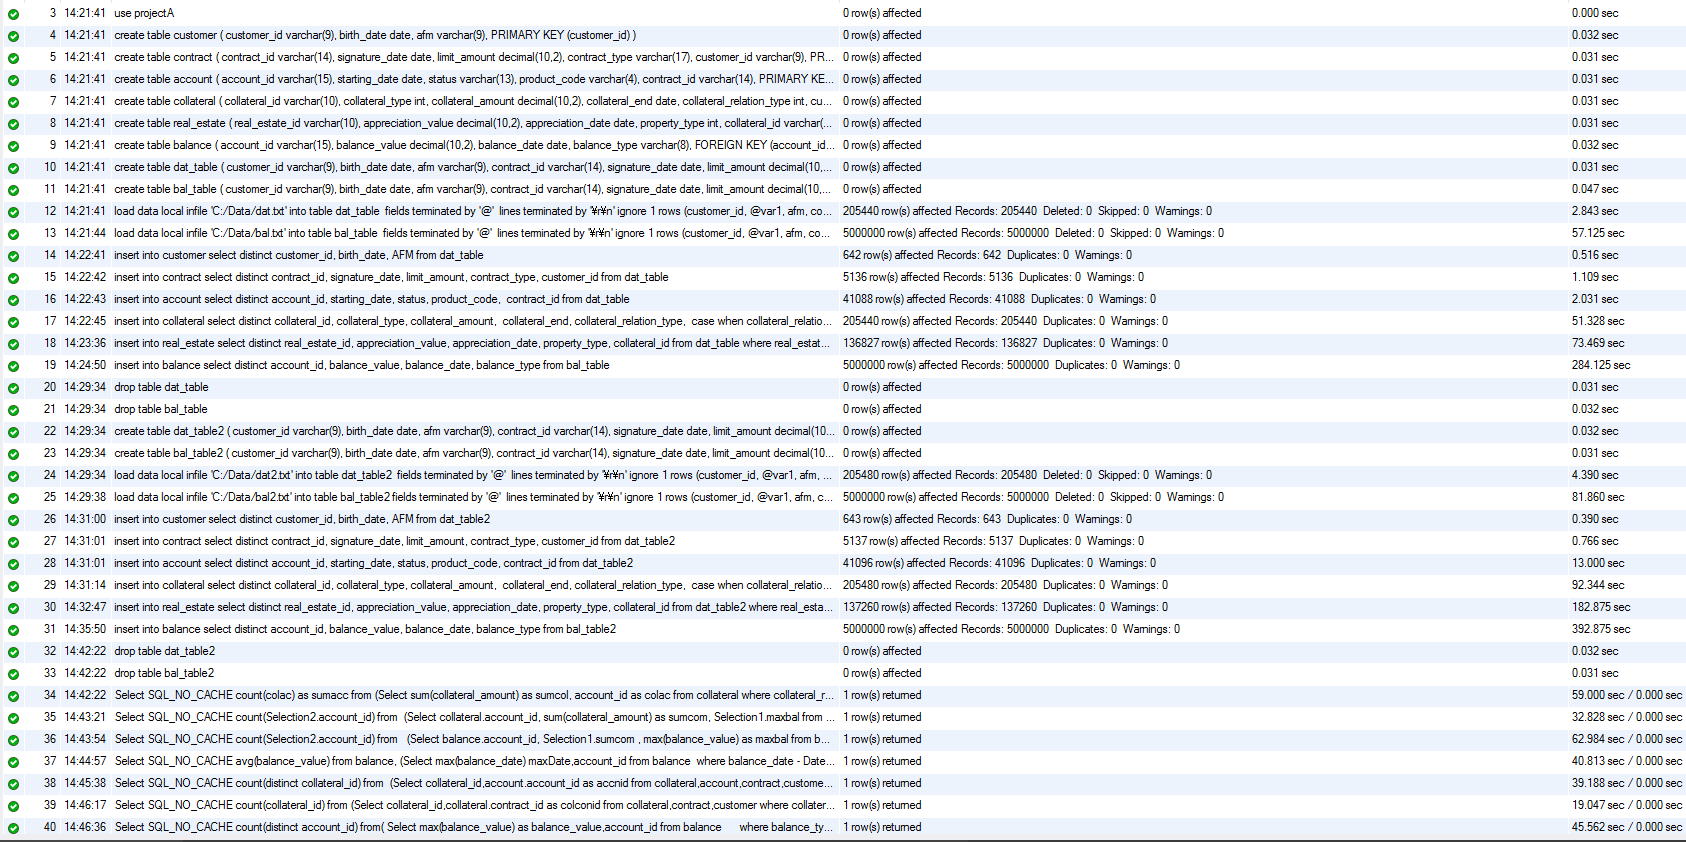 3 14:21:41 use projectA 0 row(s) affected 0.000 sec
4 14:21:41 create table customer ( customer_id varchar(9), birth_date date, afm varchar(9), PRIMARY KEY (customer_id) ) 0 row(s) affected 0.032 sec
5 14:21:41 create table contract ( contract_id varchar(14), signature_date date, limit_amount decimal(10,2), contract_type varchar(17), customer_id varchar(9), PR... 0 row(s) affected 0.031 sec
6 14:21:41 create table account ( account_id varchar(15), starting_date date, status varchar(13), product_code varchar(4), contract_id varchar(14), PRIMARY KE... 0 row(s) affected 0.031 sec
7 14:21:41 create table collateral ( collateral_id varchar(10), collateral_type int, collateral_amount decimal(10,2), collateral_end date, collateral_relation_type int, cu... 0 row(s) affected 0.031 sec
8 14:21:41 create table real_estate ( real_estate_id varchar(10), appreciation_value decimal(10,2), appreciation_date date, property_type int, collateral_id varchar(... 0 row(s) affected 0.031 sec
9 14:21:41 create table balance ( account_id varchar(15), balance_value decimal(10,2), balance_date date, balance_type varchar(8), FOREIGN KEY (account_id... 0 row(s) affected 0.032 sec
10 14:21:41 create table dat_table ( customer_id varchar(9), birth_date date, afm varchar(9), contract_id varchar(14), signature_date date, limit_amount decimal(10,... 0 row(s) affected 0.031 sec
11 14:21:41 create table bal_table ( customer_id varchar(9), birth_date date, afm varchar(9), contract_id varchar(14), signature_date date, limit_amount decimal(10,... 0 row(s) affected 0.047 sec
12 14:21:41 load data local infile 'C:/Data/dat.txt' into table dat_table fields terminated by '@' lines terminated by '¥r¥n' ignore 1 rows (customer_id, @var1, afm, co... 205440 row(s) affected Records: 205440 Deleted: 0 Skipped: 0 Warnings: 0 2.843 sec
13 14:21:44 load data local infile 'C:/Data/bal.txt' into table bal_table fields terminated by '@' lines terminated by '¥r¥n' ignore 1 rows (customer_id, @var1, afm, co... 5000000 row(s) affected Records: 5000000 Deleted: 0 Skipped: 0 Warnings: 0 57.125 sec
14 14:22:41 insert into customer select distinct customer_id, birth_date, AFM from dat_table 642 row(s) affected Records: 642 Duplicates: 0 Warnings: 0 0.516 sec
15 14:22:42 insert into contract select distinct contract_id, signature_date, limit_amount, contract_type, customer_id from dat_table 5136 row(s) affected Records: 5136 Duplicates: 0 Warnings: 0 1.109 sec
16 14:22:43 insert into account select distinct account_id, starting_date, status, product_code, contract_id from dat_table 41088 row(s) affected Records: 41088 Duplicates: 0 Warnings: 0 2.031 sec
17 14:22:45 insert into collateral select distinct collateral_id, collateral_type, collateral_amount, collateral_end, collateral_relation_type, case when collateral_relatio... 205440 row(s) affected Records: 205440 Duplicates: 0 Warnings: 0 51.328 sec
18 14:23:36 insert into real_estate select distinct real_estate_id, appreciation_value, appreciation_date, property_type, collateral_id from dat_table where real_estat... 136827 row(s) affected Records: 136827 Duplicates: 0 Warnings: 0 73.469 sec
19 14:24:50 insert into balance select distinct account_id, balance_value, balance_date, balance_type from bal_table 5000000 row(s) affected Records: 5000000 Duplicates: 0 Warnings: 0 284.125 sec
20 14:29:34 drop table dat_table 0 row(s) affected 0.031 sec
21 14:29:34 drop table bal_table 0 row(s) affected 0.032 sec
22 14:29:34 create table dat_table2 ( customer_id varchar(9), birth_date date, afm varchar(9), contract_id varchar(14), signature_date date, limit_amount decimal(10... 0 row(s) affected 0.032 sec
23 14:29:34 create table bal_table2 ( customer_id varchar(9), birth_date date, afm varchar(9), contract_id varchar(14), signature_date date, limit_amount decimal(10... 0 row(s) affected 0.031 sec
24 14:29:34 load data local infile 'C:/Data/dat2.txt' into table dat_table2 fields terminated by '@' lines terminated by '¥r¥n' ignore 1 rows (customer_id, @var1, afm, ... 205480 row(s) affected Records: 205480 Deleted: 0 Skipped: 0 Warnings: 0 4.390 sec
25 14:29:38 load data local infile 'C:/Data/bal2.txt' into table bal_table2 fields terminated by '@' lines terminated by '¥r¥n' ignore 1 rows (customer_id, @var1, afm, c... 5000000 row(s) affected Records: 5000000 Deleted: 0 Skipped: 0 Warnings: 0 81.860 sec
26 14:31:00 insert into customer select distinct customer_id, birth_date, AFM from dat_table2 643 row(s) affected Records: 643 Duplicates: 0 Warnings: 0 0.390 sec
27 14:31:01 insert into contract select distinct contract_id, signature_date, limit_amount, contract_type, customer_id from dat_table2 5137 row(s) affected Records: 5137 Duplicates: 0 Warnings: 0 0.766 sec
28 14:31:01 insert into account select distinct account_id, starting_date, status, product_code, contract_id from dat_table2 41096 row(s) affected Records: 41096 Duplicates: 0 Warnings: 0 13.000 sec
29 14:31:14 insert into collateral select distinct collateral_id, collateral_type, collateral_amount, collateral_end, collateral_relation_type, case when collateral_relatio... 205480 row(s) affected Records: 205480 Duplicates: 0 Warnings: 0 92.344 sec
30 14:32:47 insert into real_estate select distinct real_estate_id, appreciation_value, appreciation_date, property_type, collateral_id from dat_table2 where real_esta... 137260 row(s) affected Records: 137260 Duplicates: 0 Warnings: 0 182.875 sec
31 14:35:50 insert into balance select distinct account_id, balance_value, balance_date, balance_type from bal_table2 5000000 row(s) affected Records: 5000000 Duplicates: 0 Warnings: 0 392.875 sec
32 14:42:22 drop table dat_table2 0 row(s) affected 0.032 sec
33 14:42:22 drop table bal_table2 0 row(s) affected 0.031 sec
34 14:42:22 Select SQL_NO_CACHE count(colac) as sumacc from (Select sum(collateral_amount) as sumcol, account_id as colac from collateral where collateral_r... 1 row(s) returned 59.000 sec / 0.000 sec
35 14:43:21 Select SQL_NO_CACHE count(Selection2.account_id) from (Select collateral.account_id, sum(collateral_amount) as sumcom, Selection1.maxbal from ... 1 row(s) returned 32.828 sec / 0.000 sec
36 14:43:54 Select SQL_NO_CACHE count(Selection2.account_id) from (Select balance.account_id, Selection1.sumcom , max(balance_value) as maxbal from b... 1 row(s) returned 62.984 sec / 0.000 sec
37 14:44:57 Select SQL_NO_CACHE avg(balance_value) from balance, (Select max(balance_date) maxDate,account_id from balance where balance_date - Date... 1 row(s) returned 40.813 sec / 0.000 sec
38 14:45:38 Select SQL_NO_CACHE count(distinct collateral_id) from (Select collateral_id,account.account_id as accnid from collateral,account,contract,custome... 1 row(s) returned 39.188 sec / 0.000 sec
39 14:46:17 Select SQL_NO_CACHE count(collateral_id) from (Select collateral_id,collateral.contract_id as colconid from collateral,contract,customer where collater... 1 row(s) returned 19.047 sec / 0.000 sec
40 14:46:36 Select SQL_NO_CACHE count(distinct account_id) from( Select max(balance_value) as balance_value,account_id from balance where balance_ty... 1 row(s) returned 45.562 sec / 0.000 sec